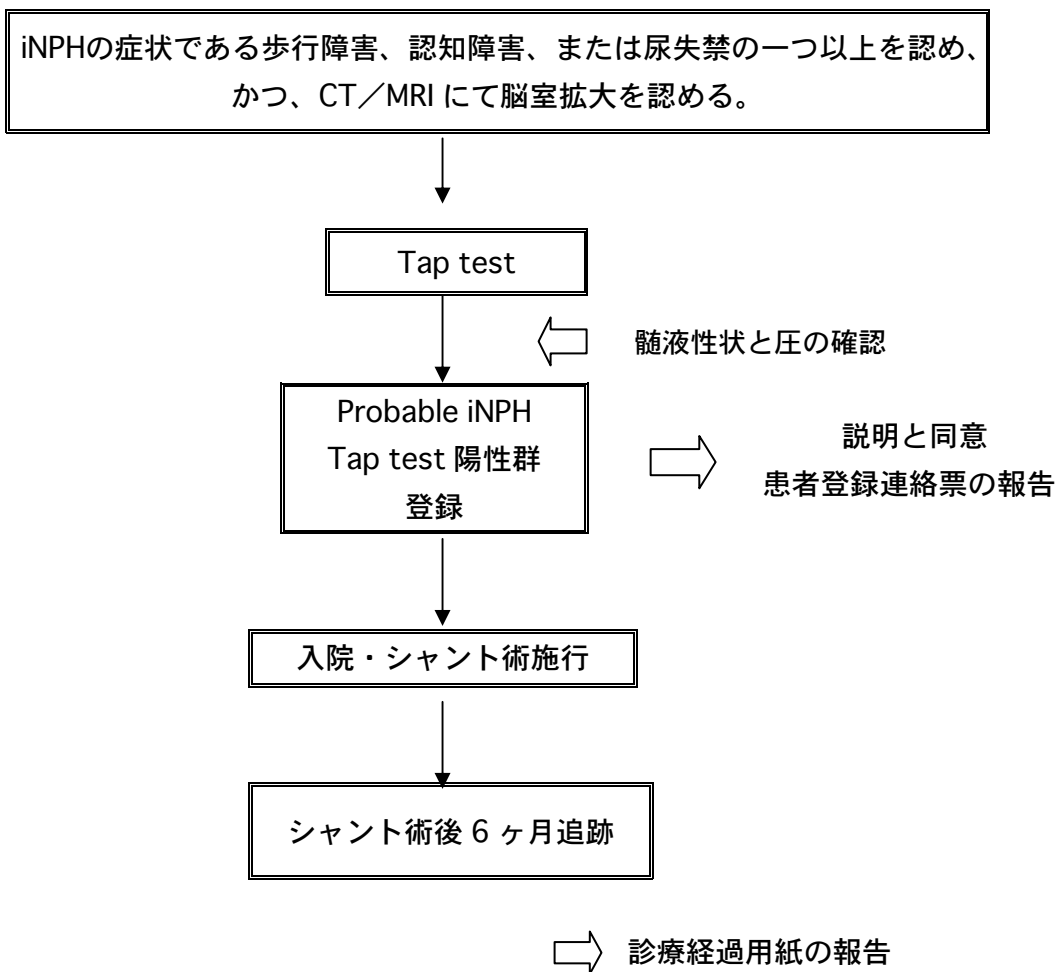 iNPHの症状である歩行障害、認知障害、または尿失禁の一つ以上を認め、
かつ、CT／MRI にて脳室拡大を認める。
Tap test
髄液性状と圧の確認
Probable iNPH
Tap test 陽性群
登録
説明と同意
患者登録連絡票の報告
入院・シャント術施行
シャント術後 6 ヶ月追跡
診療経過用紙の報告